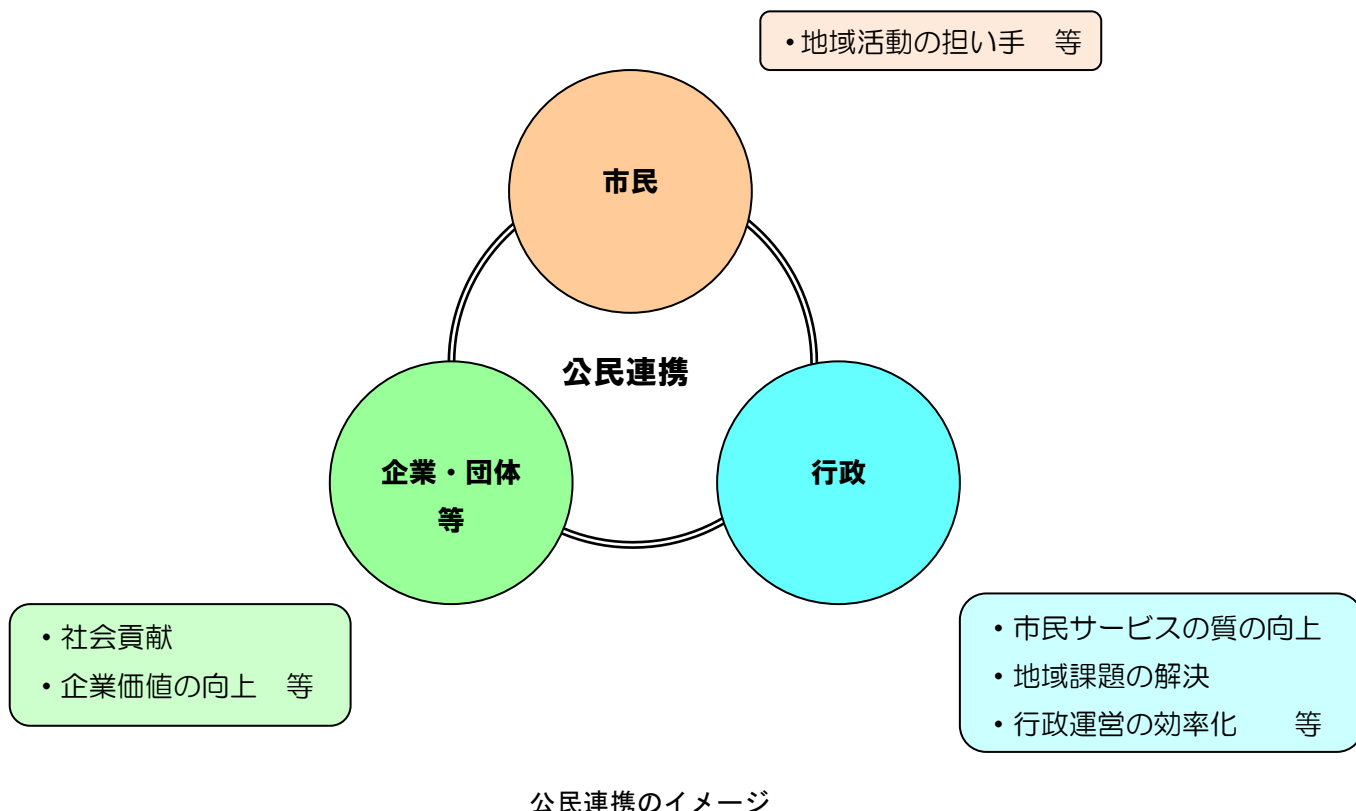 ・地域活動の担い手　等
市民
公民連携
企業・団体
等
行政
・社会貢献
・企業価値の向上　等
・市民サービスの質の向上
・地域課題の解決
・行政運営の効率化　　等
公民連携のイメージ